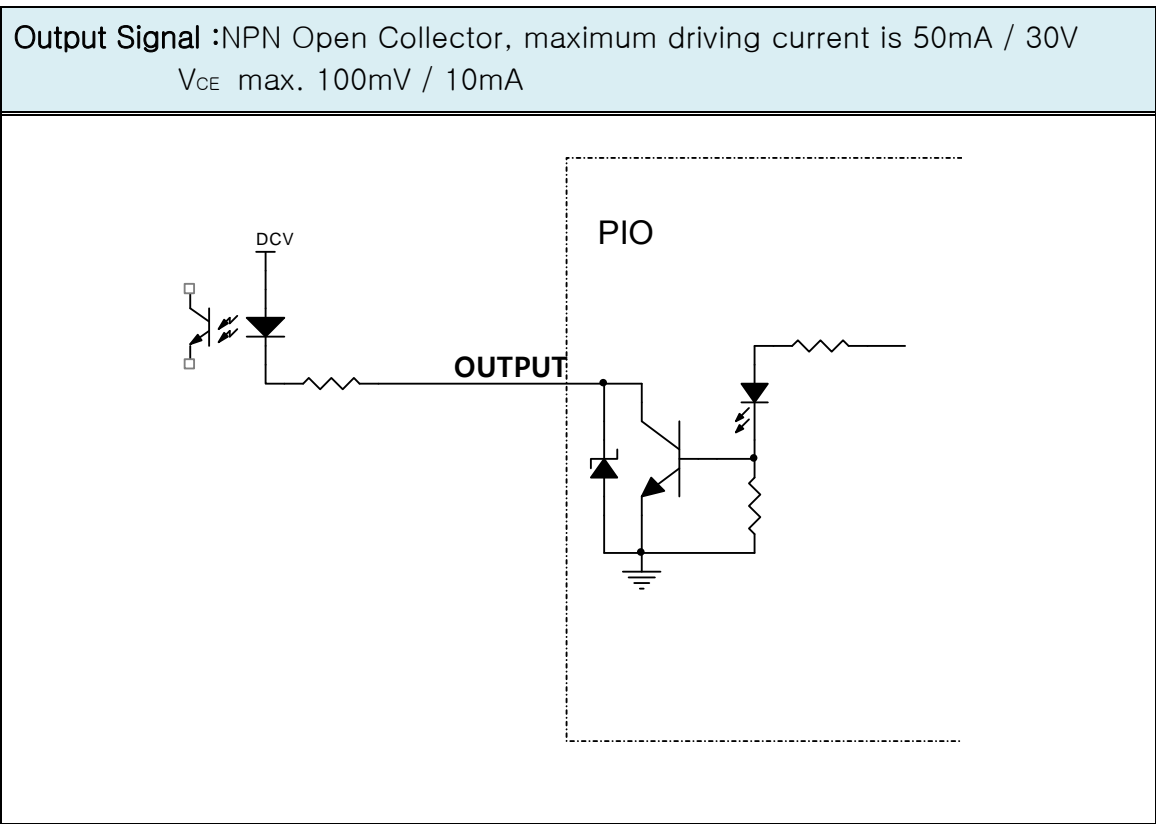 Output Signal :NPN Open Collector, maximum driving current is 50mA / 30V
VCE max. 100mV / 10mA
PIO
DCV
OUTPUT